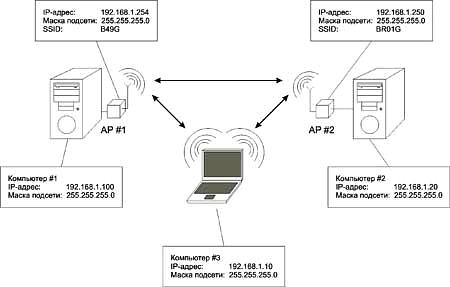 IP-адрес: 192.168.1.254
Маска подсети: 255.255.255.0
SSID: B49G
IP-адрес: 192.168.1.250
Маска подсети: 255.255.255.0
SSID: BR01G
AP #1
AP #2
Компьютер #1
IP-адрес: 192.168.1.100
Маска подсети: 255.255.255.0
Компьютер #2
IP-адрес: 192.168.1.20
Маска подсети: 255.255.255.0
Компьютер #3
IP-адрес: 192.168.1.10
Маска подсети: 255.255.255.0